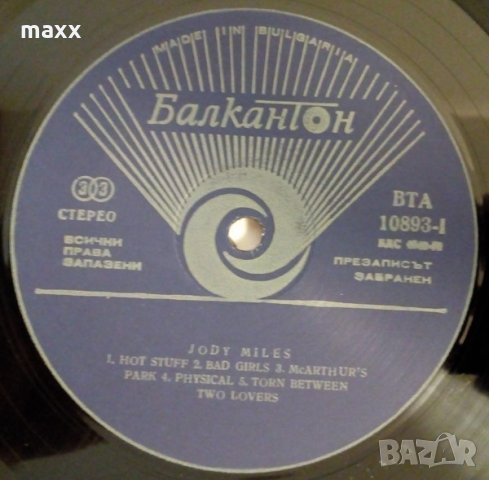 maxx
MADE IN BULGARIA
Балкантон
33
СТЕРЕО
ВСИЧКИ
ПРАВА
ЗАПАЗЕНИ
ВТА
10893-I
БДС
ПРЕЗАПИСЪТ
ЗАБРАНЕН
JODY MILES
1. HOT STUFF 2. BAD GIRLS 3. McARTHUR'S
PARK 4. PHYSICAL 5. TORN BETWEEN
TWO LOVERS
BAZAR
bg